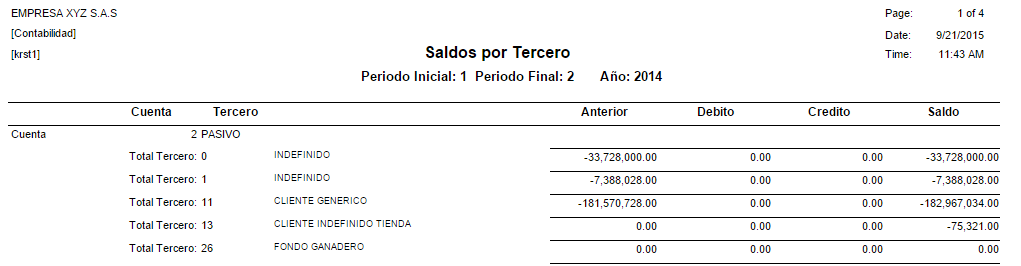 EMPRESA XYZ S.A.S Page: 1 of 4
[Contabilidad] Date: 9/21/2015
[krst1] Time: 11:43 AM
Saldos por Tercero
Periodo Inicial: 1 Periodo Final: 2 Año: 2014
Cuenta Tercero Anterior Debito Credito Saldo
Cuenta 2 PASIVO
Total Tercero: 0 INDEFINIDO -33,728,000.00 0.00 0.00 -33,728,000.00
Total Tercero: 1 INDEFINIDO -7,388,028.00 0.00 0.00 -7,388,028.00
Total Tercero: 11 CLIENTE GENERICO -181,570,728.00 0.00 0.00 -182,967,034.00
Total Tercero: 13 CLIENTE INDEFINIDO TIENDA 0.00 0.00 0.00 -75,321.00
Total Tercero: 26 FONDO GANADERO 0.00 0.00 0.00 0.00